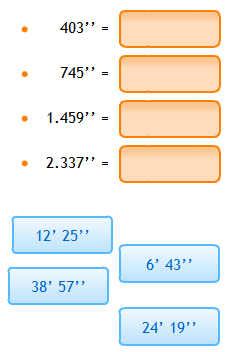 • 403’’ =
• 745’’ =
• 1.459’’ =
• 2.337’’ =
12’ 25’’
6’ 43’’
38’ 57’’
24’ 19’’